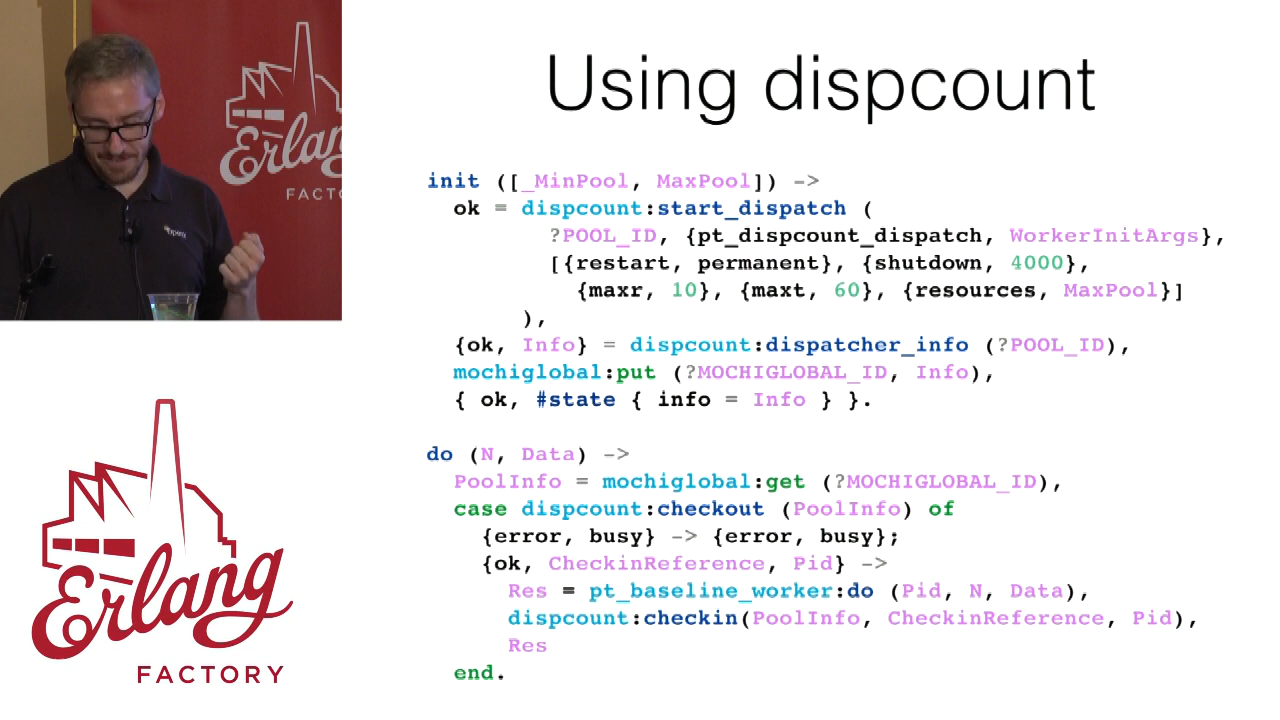 Erlang
FACTO
Using dispcount
init ([_MinPool, MaxPool]) ->
  ok = dispcount:start_dispatch (
         ?POOL_ID, {pt_dispcount_dispatch, WorkerInitArgs},
         [{restart, permanent}, {shutdown, 4000},
           {maxr, 10}, {maxt, 60}, {resources, MaxPool}]
       ),
  {ok, Info} = dispcount:dispatcher_info (?POOL_ID),
  mochiglobal:put (?MOCHIGLOBAL_ID, Info),
  { ok, #state { info = Info } }.
do (N, Data) ->
  PoolInfo = mochiglobal:get (?MOCHIGLOBAL_ID),
  case dispcount:checkout (PoolInfo) of
    {error, busy} -> {error, busy};
    {ok, CheckinReference, Pid} ->
      Res = pt_baseline_worker:do (Pid, N, Data),
      dispcount:checkin(PoolInfo, CheckinReference, Pid),
      Res
  end.
Erlang
FACTORY